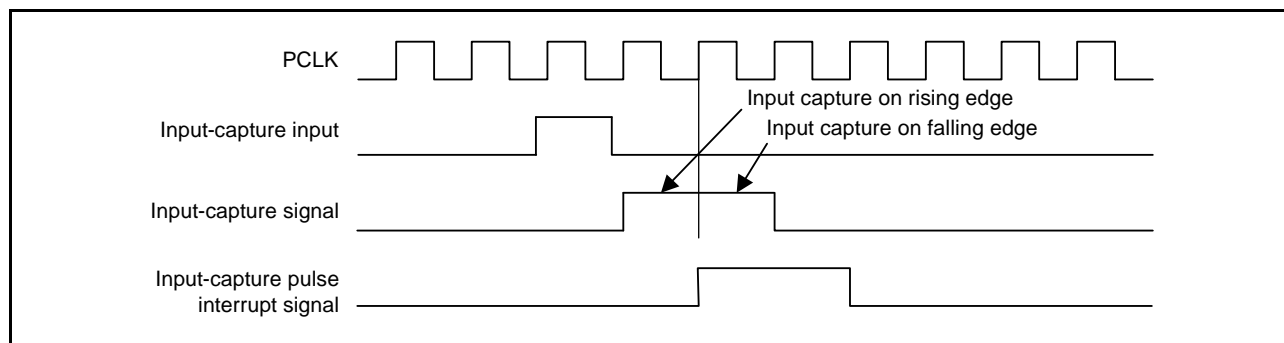 PCLK
Input capture on rising edge
Input-capture input
Input capture on falling edge
Input-capture signal
Input-capture pulse
interrupt signal